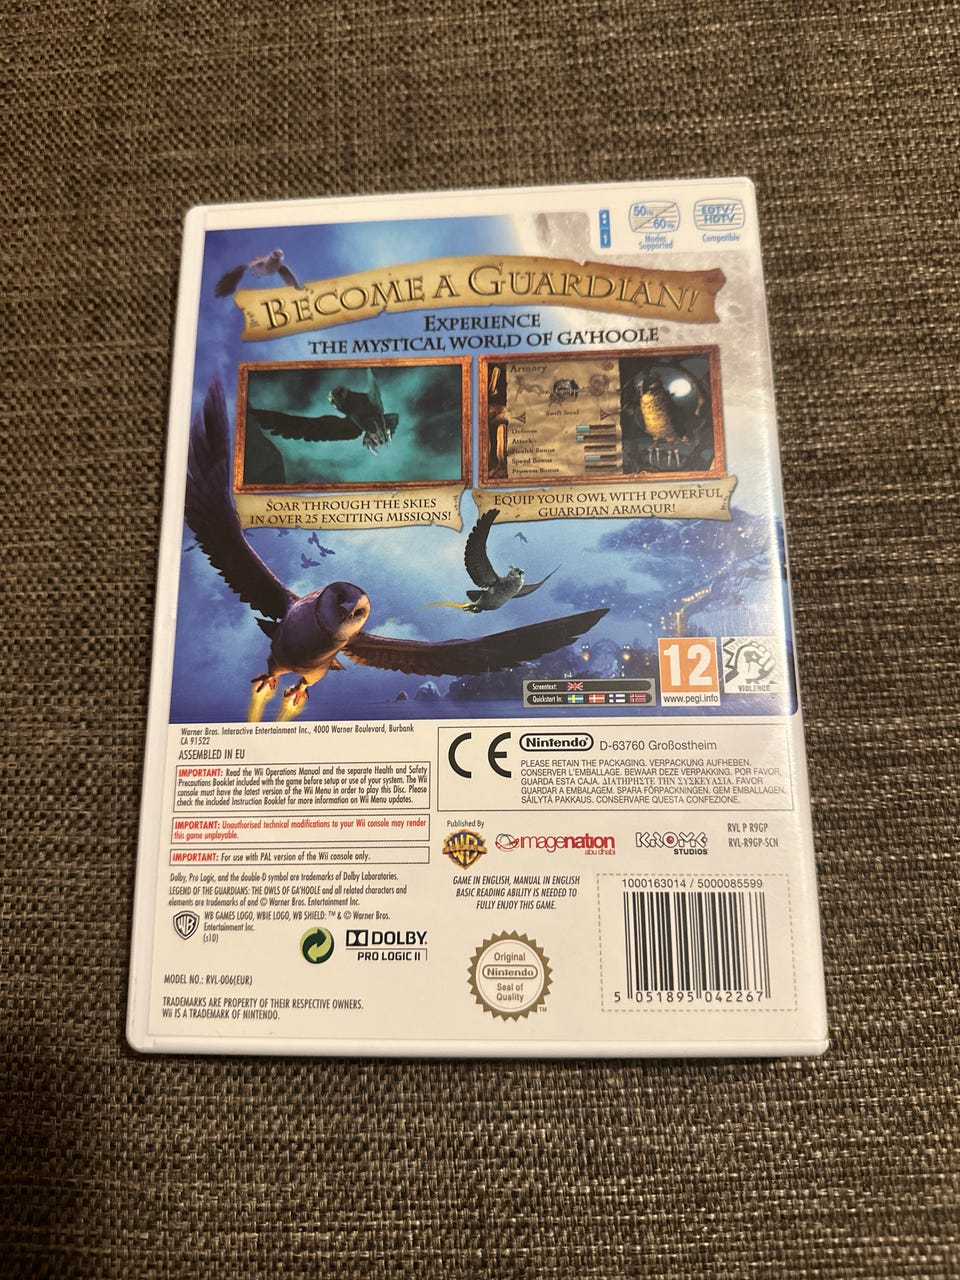 1
50Hz
60Hz
Modes
Supported
EDTV/
HDTV
Compatible
BECOME A GUARDIAN!
EXPERIENCE
THE MYSTICAL WORLD OF GA'HOOLE
Armory
Swift Steel
Defense
Attack
Health Bonus
Speed Bonus
Prowess Bonus
SOAR THROUGH THE SKIES
IN OVER 25 EXCITING MISSIONS!
EQUIP YOUR OWL WITH POWERFUL
GUARDIAN ARMOUR!
Screentext:
Quickstart In:
12
www.pegi.info
VIOLENCE
Warner Bros. Interactive Entertainment Inc., 4000 Warner Boulevard, Burbank
CA 91522
ASSEMBLED IN EU
IMPORTANT: Read the Wii Operations Manual and the separate Health and Safety
Precautions Booklet included with the game before setup or use of your system. The Wii
console must have the latest version of the Wii Menu in order to play this Disc. Please
check the included Instruction Booklet for more information on Wii Menu updates.
IMPORTANT: Unauthorised technical modifications to your Wii console may render
this game unplayable.
IMPORTANT: For use with PAL version of the Wii console only.
Dolby, Pro Logic, and the double-D symbol are trademarks of Dolby Laboratories.
LEGEND OF THE GUARDIANS: THE OWLS OF GA'HOOLE and all related characters and
elements are trademarks of and © Warner Bros. Entertainment Inc.
WB GAMES LOGO, WBIE LOGO, WB SHIELD: ™ & © Warner Bros.
Entertainment Inc.
(s10)
DOLBY
PRO LOGIC II
MODEL NO.: RVL-006(EUR)
TRADEMARKS ARE PROPERTY OF THEIR RESPECTIVE OWNERS.
Wii IS A TRADEMARK OF NINTENDO.
CE
Nintendo
D-63760 Großostheim
PLEASE RETAIN THE PACKAGING. VERPACKUNG AUFHEBEN.
CONSERVER L'EMBALLAGE. BEWAAR DEZE VERPAKKING. POR FAVOR,
GUARDA ESTA CAJA. ΔΙΑΤΗΡΗΣΤΕ ΤΗΝ ΣΥΣΚΕΥΑΣΙΑ. FAVOR
GUARDAR A EMBALAGEM. SPARA FÖRPACKNINGEN. GEM EMBALLAGEN.
SÄILYTÄ PAKKAUS. CONSERVARE QUESTA CONFEZIONE.
Published By
WB
imagenation
abu dhabi
KROME
STUDIOS
RVL P R9GP
RVL-R9GP-SCN
GAME IN ENGLISH, MANUAL IN ENGLISH
BASIC READING ABILITY IS NEEDED TO
FULLY ENJOY THIS GAME.
Original
Nintendo
Seal of
Quality
TM
1000163014 / 5000085599
5 051895 042267